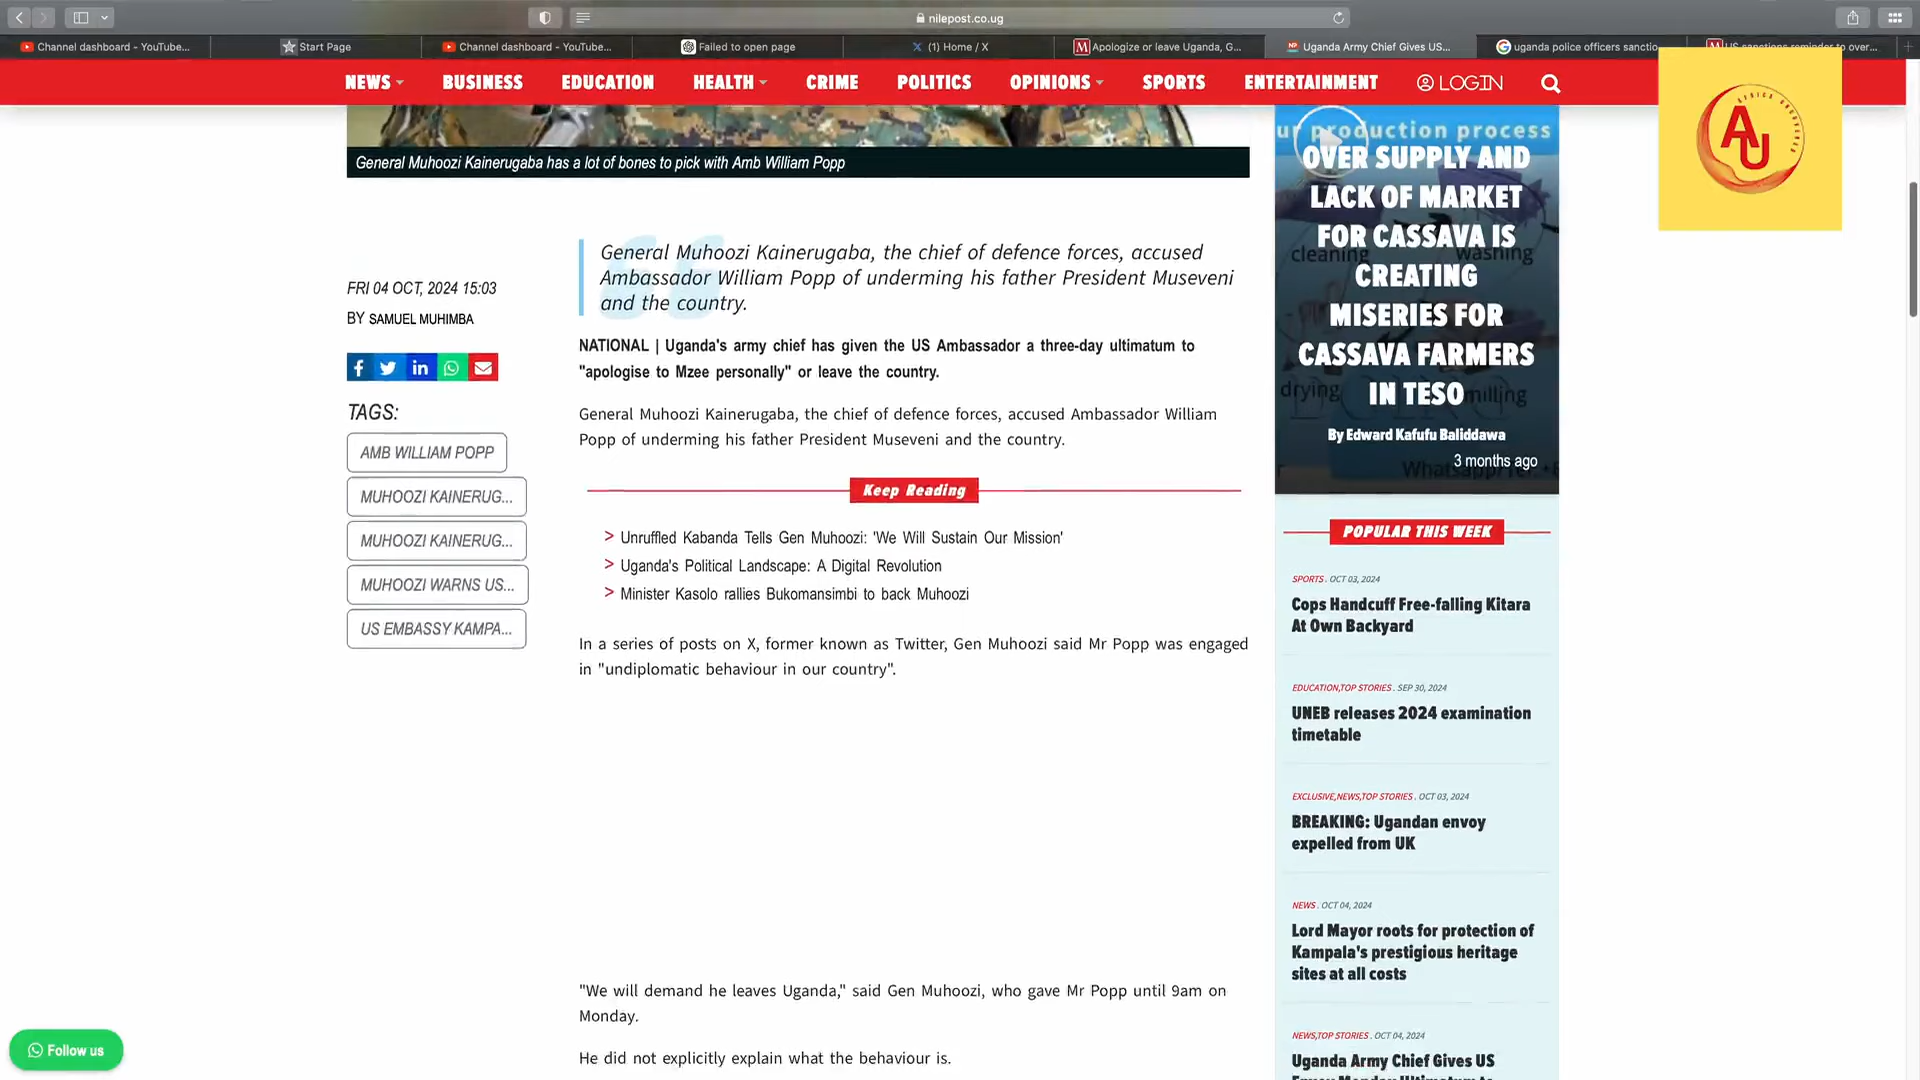 nilepost.co.ug
Channel dashboard - YouTube...
Start Page
Channel dashboard - YouTube...
Failed to open page
(1) Home / X
Apologize or leave Uganda, G...
Uganda Army Chief Gives US...
uganda police officers sanctio...
US sanctions reminder to over...
NEWS
BUSINESS
EDUCATION
HEALTH
CRIME
POLITICS
OPINIONS
SPORTS
ENTERTAINMENT
LOGIN
AU
General Muhoozi Kainerugaba has a lot of bones to pick with Amb William Popp
FRI 04 OCT, 2024 15:03
BY SAMUEL MUHIMBA
TAGS:
AMB WILLIAM POPP
MUHOOZI KAINERUG...
MUHOOZI KAINERUG...
MUHOOZI WARNS US...
US EMBASSY KAMPA...
General Muhoozi Kainerugaba, the chief of defence forces, accused
Ambassador William Popp of underming his father President Museveni
and the country.
NATIONAL | Uganda's army chief has given the US Ambassador a three-day ultimatum to
"apologise to Mzee personally" or leave the country.
General Muhoozi Kainerugaba, the chief of defence forces, accused Ambassador William
Popp of underming his father President Museveni and the country.
Keep Reading
> Unruffled Kabanda Tells Gen Muhoozi: 'We Will Sustain Our Mission'
> Uganda's Political Landscape: A Digital Revolution
> Minister Kasolo rallies Bukomansimbi to back Muhoozi
In a series of posts on X, former known as Twitter, Gen Muhoozi said Mr Popp was engaged
in "undiplomatic behaviour in our country".
"We will demand he leaves Uganda," said Gen Muhoozi, who gave Mr Popp until 9am on
Monday.
He did not explicitly explain what the behaviour is.
Follow us
ur production process
OVER SUPPLY AND
LACK OF MARKET
FOR CASSAVA IS
cleaning washing
CREATING
MISERIES FOR
CASSAVA FARMERS
drying milling
IN TESO
By Edward Kafufu Baliddawa
3 months ago
POPULAR THIS WEEK
SPORTS . OCT 03, 2024
Cops Handcuff Free-falling Kitara
At Own Backyard
EDUCATION,TOP STORIES . SEP 30, 2024
UNEB releases 2024 examination
timetable
EXCLUSIVE,NEWS,TOP STORIES . OCT 03, 2024
BREAKING: Ugandan envoy
expelled from UK
NEWS . OCT 04, 2024
Lord Mayor roots for protection of
Kampala's prestigious heritage
sites at all costs
NEWS,TOP STORIES . OCT 04, 2024
Uganda Army Chief Gives US